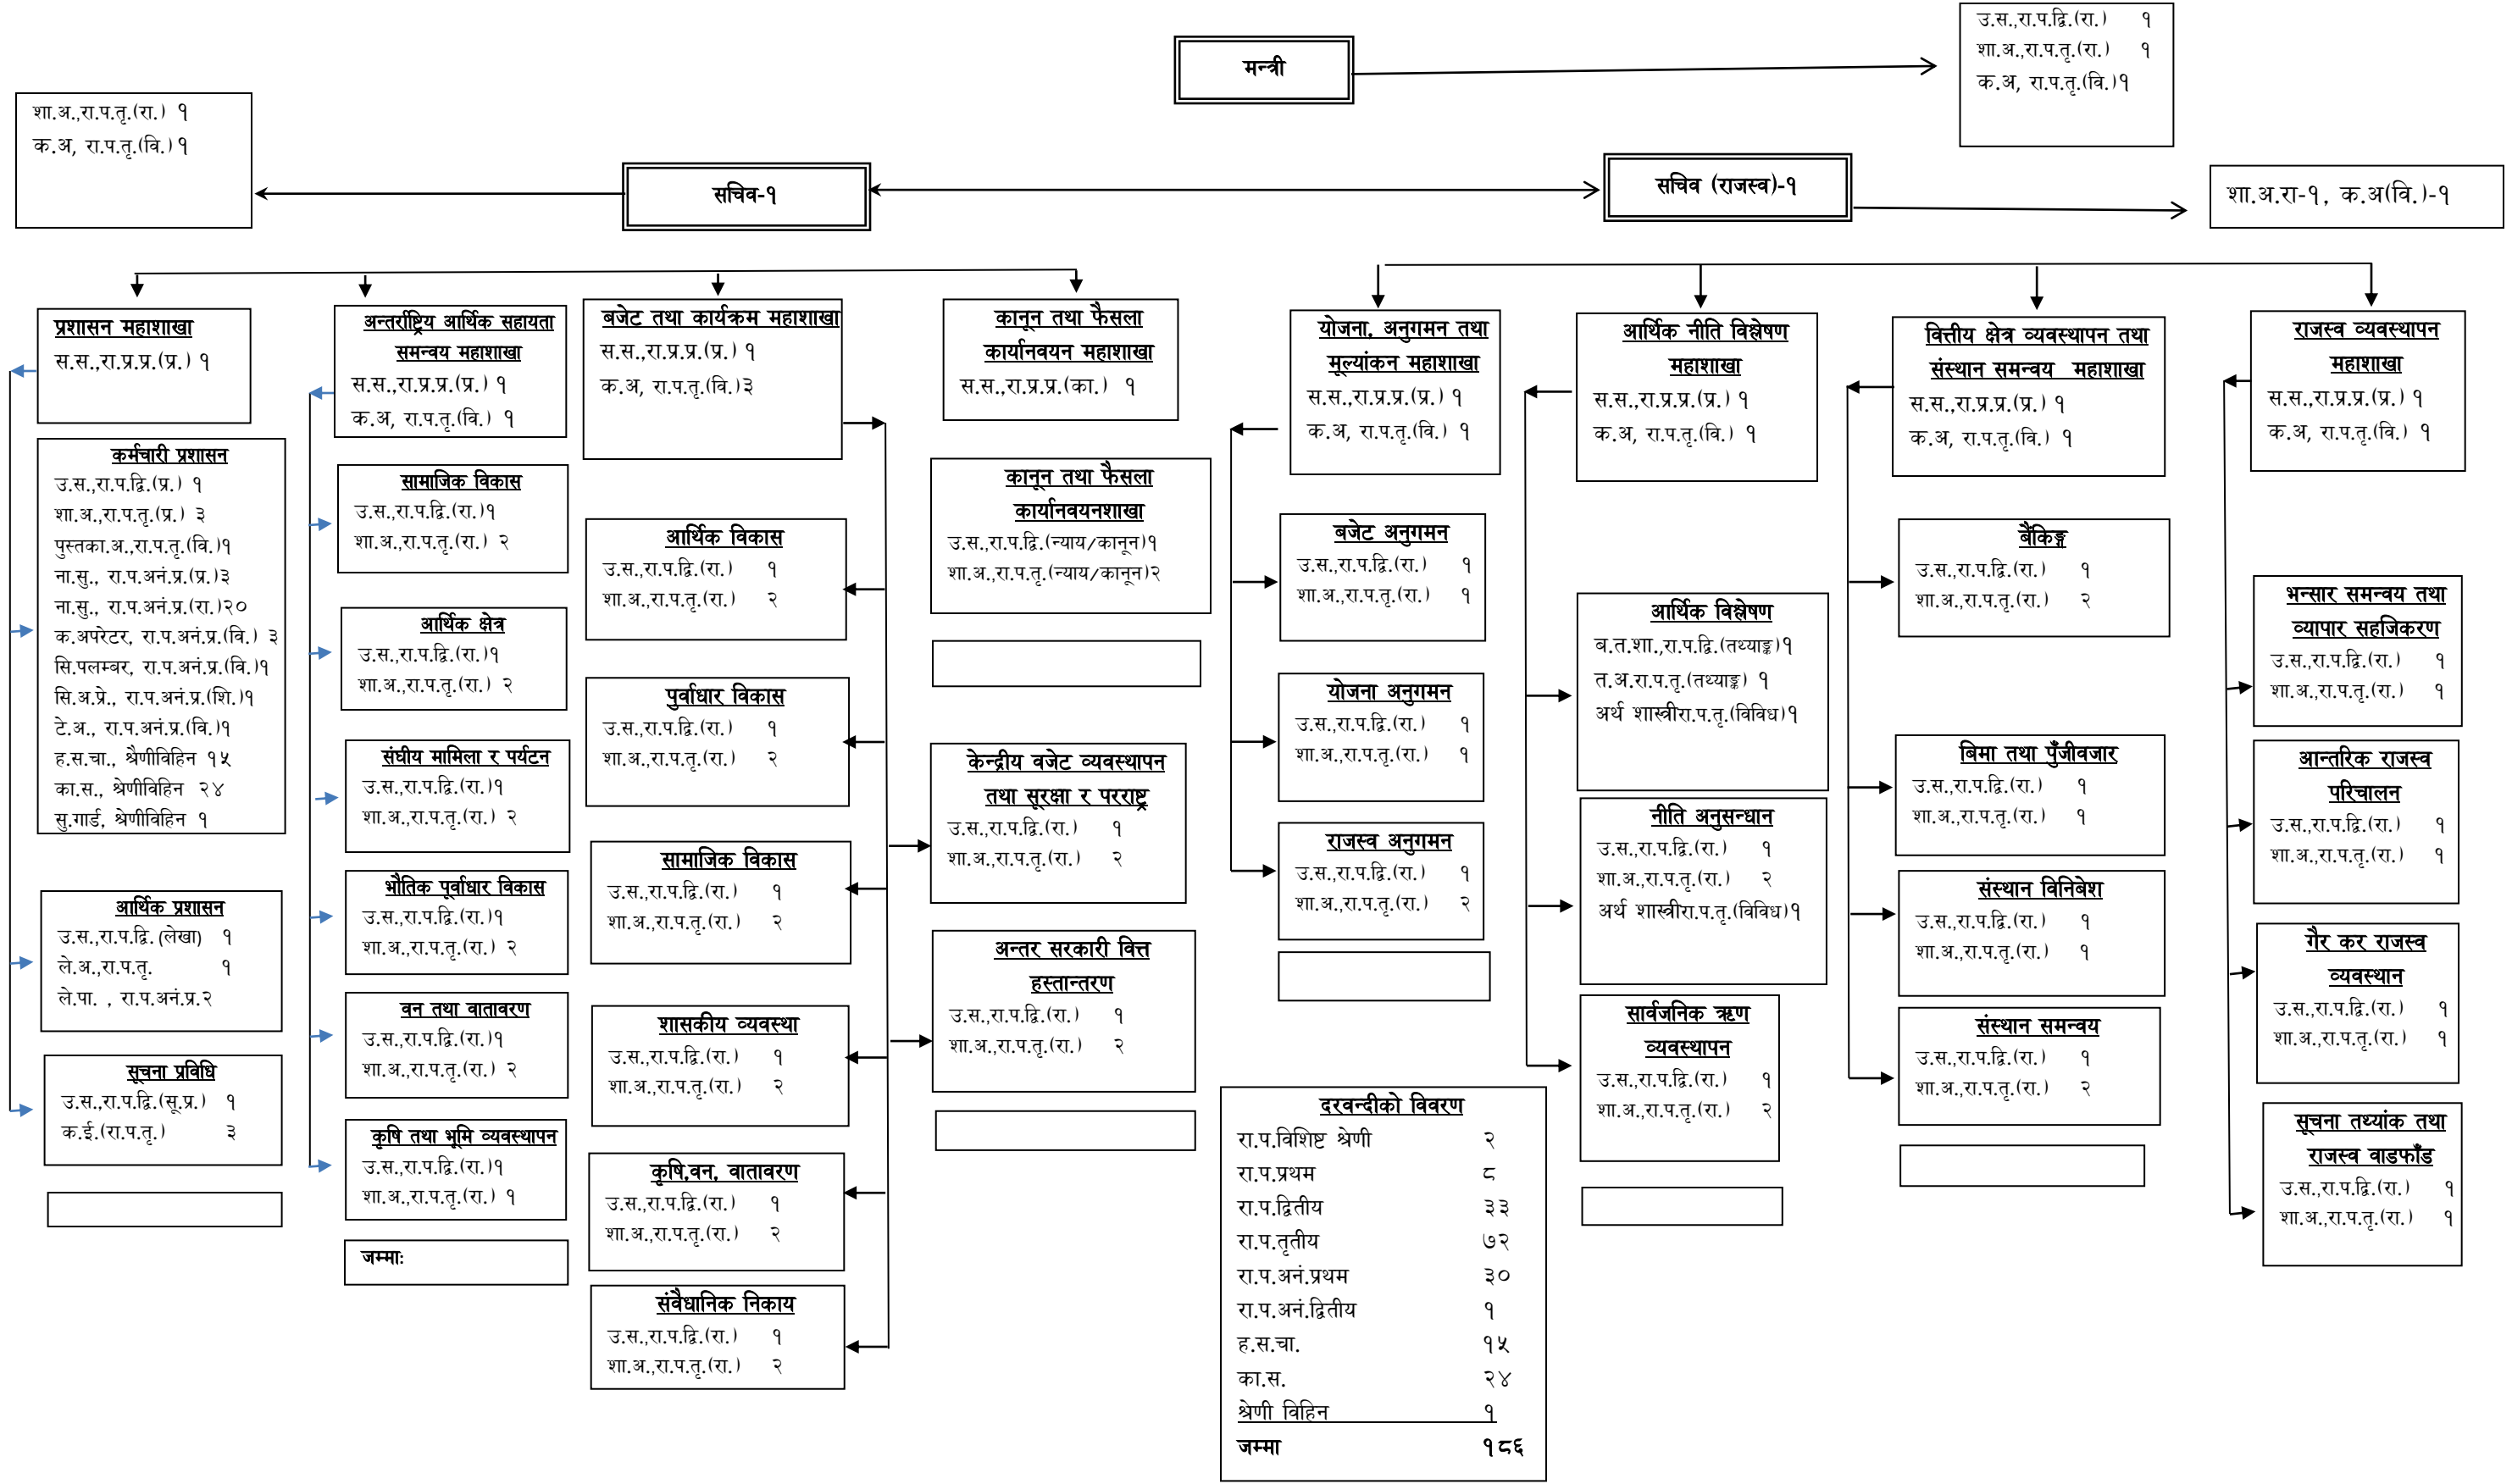 मन्त्री
उ.स.,रा.प.द्वि.(रा.) १
शा.अ.,रा.प.तृ.(रा.) १
क.अ, रा.प.तृ.(वि.)१
शा.अ.,रा.प.तृ.(रा.) १
क.अ, रा.प.तृ.(वि.)१
सचिव-१
सचिव (राजस्व)-१
शा.अ.रा-१, क.अ(वि.)-१
प्रशासन महाशाखा
स.स.,रा.प्र.प्र.(प्र.) १
कर्मचारी प्रशासन
उ.स.,रा.प.द्वि.(प्र.) १
शा.अ.,रा.प.तृ.(प्र.) ३
पुस्तका.अ.,रा.प.तृ.(वि.)१
ना.सु., रा.प.अनं.प्र.(प्र.)३
ना.सु., रा.प.अनं.प्र.(रा.)२०
क.अपरेटर, रा.प.अनं.प्र.(वि.) ३
सि.पलम्बर, रा.प.अनं.प्र.(वि.)१
सि.अ.प्रे., रा.प.अनं.प्र.(शि.)१
टे.अ., रा.प.अनं.प्र.(वि.)१
ह.स.चा., श्रैणीविहिन १५
का.स., श्रेणीविहिन २४
सु.गार्ड, श्रेणीविहिन १
आर्थिक प्रशासन
उ.स.,रा.प.द्वि. (लेखा) १
ले.अ.,रा.प.तृ. १
ले.पा. , रा.प.अनं.प्र.२
सूचना प्रविधि
उ.स.,रा.प.द्वि.(सू.प्र.) १
क.ई.(रा.प.तृ.) ३
अन्तर्राष्ट्रिय आर्थिक सहायता
समन्वय महाशाखा
स.स.,रा.प्र.प्र.(प्र.) १
क.अ, रा.प.तृ.(वि.) १
सामाजिक विकास
उ.स.,रा.प.द्वि.(रा.)१
शा.अ.,रा.प.तृ.(रा.) २
आर्थिक क्षेत्र
उ.स.,रा.प.द्वि.(रा.)१
शा.अ.,रा.प.तृ.(रा.) २
संघीय मामिला र पर्यटन
उ.स.,रा.प.द्वि.(रा.)१
शा.अ.,रा.प.तृ.(रा.) २
भौतिक पूर्वाधार विकास
उ.स.,रा.प.द्वि.(रा.)१
शा.अ.,रा.प.तृ.(रा.) २
वन तथा वातावरण
उ.स.,रा.प.द्वि.(रा.)१
शा.अ.,रा.प.तृ.(रा.) २
कृषि तथा भूमि व्यवस्थापन
उ.स.,रा.प.द्वि.(रा.)१
शा.अ.,रा.प.तृ.(रा.) १
जम्मा:
बजेट तथा कार्यक्रम महाशाखा
स.स.,रा.प्र.प्र.(प्र.) १
क.अ, रा.प.तृ.(वि.)३
आर्थिक विकास
उ.स.,रा.प.द्वि.(रा.) १
शा.अ.,रा.प.तृ.(रा.) २
पुर्वाधार विकास
उ.स.,रा.प.द्वि.(रा.) १
शा.अ.,रा.प.तृ.(रा.) २
सामाजिक विकास
उ.स.,रा.प.द्वि.(रा.) १
शा.अ.,रा.प.तृ.(रा.) २
शासकीय व्यवस्था
उ.स.,रा.प.द्वि.(रा.) १
शा.अ.,रा.प.तृ.(रा.) २
कृषि,वन, वातावरण
उ.स.,रा.प.द्वि.(रा.) १
शा.अ.,रा.प.तृ.(रा.) २
संवैधानिक निकाय
उ.स.,रा.प.द्वि.(रा.) १
शा.अ.,रा.प.तृ.(रा.) २
कानून तथा फैसला
कार्यानवयन महाशाखा
स.स.,रा.प्र.प्र.(का.) १
कानून तथा फैसला
कार्यानवयनशाखा
उ.स.,रा.प.द्वि.(न्याय/कानून)१
शा.अ.,रा.प.तृ.(न्याय/कानून)२
केन्द्रीय वजेट व्यवस्थापन
तथा सूरक्षा र परराष्ट्र
उ.स.,रा.प.द्वि.(रा.) १
शा.अ.,रा.प.तृ.(रा.) २
अन्तर सरकारी वित्त
हस्तान्तरण
उ.स.,रा.प.द्वि.(रा.) १
शा.अ.,रा.प.तृ.(रा.) २
योजना, अनुगमन तथा
मूल्यांकन महाशाखा
स.स.,रा.प्र.प्र.(प्र.) १
क.अ, रा.प.तृ.(वि.) १
बजेट अनुगमन
उ.स.,रा.प.द्वि.(रा.) १
शा.अ.,रा.प.तृ.(रा.) १
योजना अनुगमन
उ.स.,रा.प.द्वि.(रा.) १
शा.अ.,रा.प.तृ.(रा.) १
राजस्व अनुगमन
उ.स.,रा.प.द्वि.(रा.) १
शा.अ.,रा.प.तृ.(रा.) २
दरवन्दीको विवरण
रा.प.विशिष्ट श्रेणी २
रा.प.प्रथम ८
रा.प.द्वितीय ३३
रा.प.तृतीय ७२
रा.प.अनं.प्रथम ३०
रा.प.अनं.द्वितीय १
ह.स.चा. १५
का.स. २४
श्रेणी विहिन १
जम्मा १८६
आर्थिक नीति विश्लेषण
महाशाखा
स.स.,रा.प्र.प्र.(प्र.) १
क.अ, रा.प.तृ.(वि.) १
आर्थिक विश्लेषण
ब.त.शा.,रा.प.द्वि.(तथ्याङ्क)१
त.अ.रा.प.तृ.(तथ्याङ्क) १
अर्थ शास्त्रीरा.प.तृ.(विविध)१
नीति अनुसन्धान
उ.स.,रा.प.द्वि.(रा.) १
शा.अ.,रा.प.तृ.(रा.) २
अर्थ शास्त्रीरा.प.तृ.(विविध)१
सार्वजनिक ऋण
व्यवस्थापन
उ.स.,रा.प.द्वि.(रा.) १
शा.अ.,रा.प.तृ.(रा.) २
वित्तीय क्षेत्र व्यवस्थापन तथा
संस्थान समन्वय महाशाखा
स.स.,रा.प्र.प्र.(प्र.) १
क.अ, रा.प.तृ.(वि.) १
बैंकिङ्ग
उ.स.,रा.प.द्वि.(रा.) १
शा.अ.,रा.प.तृ.(रा.) २
बिमा तथा पुँजीवजार
उ.स.,रा.प.द्वि.(रा.) १
शा.अ.,रा.प.तृ.(रा.) १
संस्थान विनिबेश
उ.स.,रा.प.द्वि.(रा.) १
शा.अ.,रा.प.तृ.(रा.) १
संस्थान समन्वय
उ.स.,रा.प.द्वि.(रा.) १
शा.अ.,रा.प.तृ.(रा.) २
राजस्व व्यवस्थापन
महाशाखा
स.स.,रा.प्र.प्र.(प्र.) १
क.अ, रा.प.तृ.(वि.) १
भन्सार समन्वय तथा
व्यापार सहजिकरण
उ.स.,रा.प.द्वि.(रा.) १
शा.अ.,रा.प.तृ.(रा.) १
आन्तरिक राजस्व
परिचालन
उ.स.,रा.प.द्वि.(रा.) १
शा.अ.,रा.प.तृ.(रा.) १
गैर कर राजस्व
व्यवस्थान
उ.स.,रा.प.द्वि.(रा.) १
शा.अ.,रा.प.तृ.(रा.) १
सूचना तथ्यांक तथा
राजस्व वाडफाँड
उ.स.,रा.प.द्वि.(रा.) १
शा.अ.,रा.प.तृ.(रा.) १